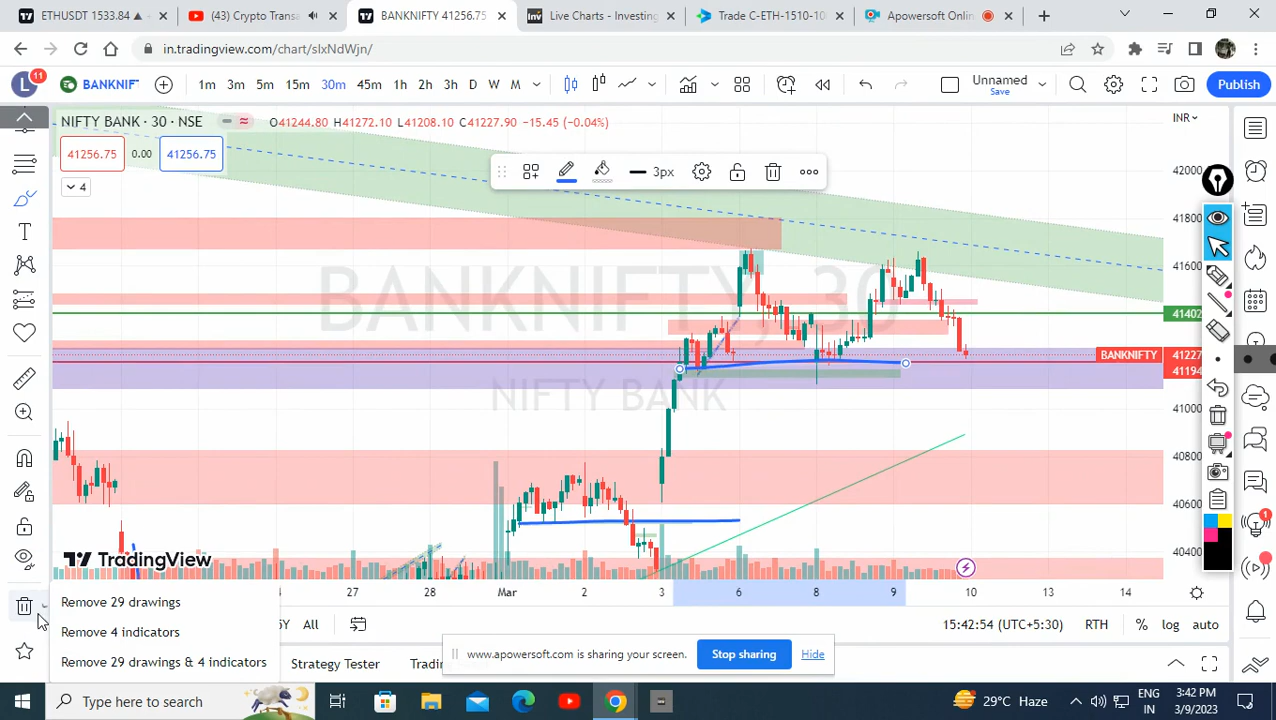 ETHUSDT 1533.84 ▲
(43) Crypto Transa
BANKNIFTY 41256.75
Live Charts - Investing
Trade C-ETH-1510-10
Apowersoft Onlin
in.tradingview.com/chart/slxNdWjn/
L 11 BANKNIF 1m 3m 5m 15m 30m 45m 1h 2h 3h D W M Unnamed Save Publish
NIFTY BANK · 30 · NSE O41244.80 H41272.10 L41208.10 C41227.90 −15.45 (−0.04%) INR
41256.75 0.00 41256.75
3px
4
42000
41800
41600
41402
BANKNIFTY 41227
41194
41000
40800
40600
40400
BANKNIFTY, 30
NIFTY BANK
TradingView
27 28 Mar 2 3 6 8 9 10 13 14
Remove 29 drawings
Remove 4 indicators
Remove 29 drawings & 4 indicators
5Y All 15:42:54 (UTC+5:30) RTH % log auto
www.apowersoft.com is sharing your screen. Stop sharing Hide
Strategy Tester Tradin
Type here to search
29°C Haze
ENG
IN
3:42 PM
3/9/2023